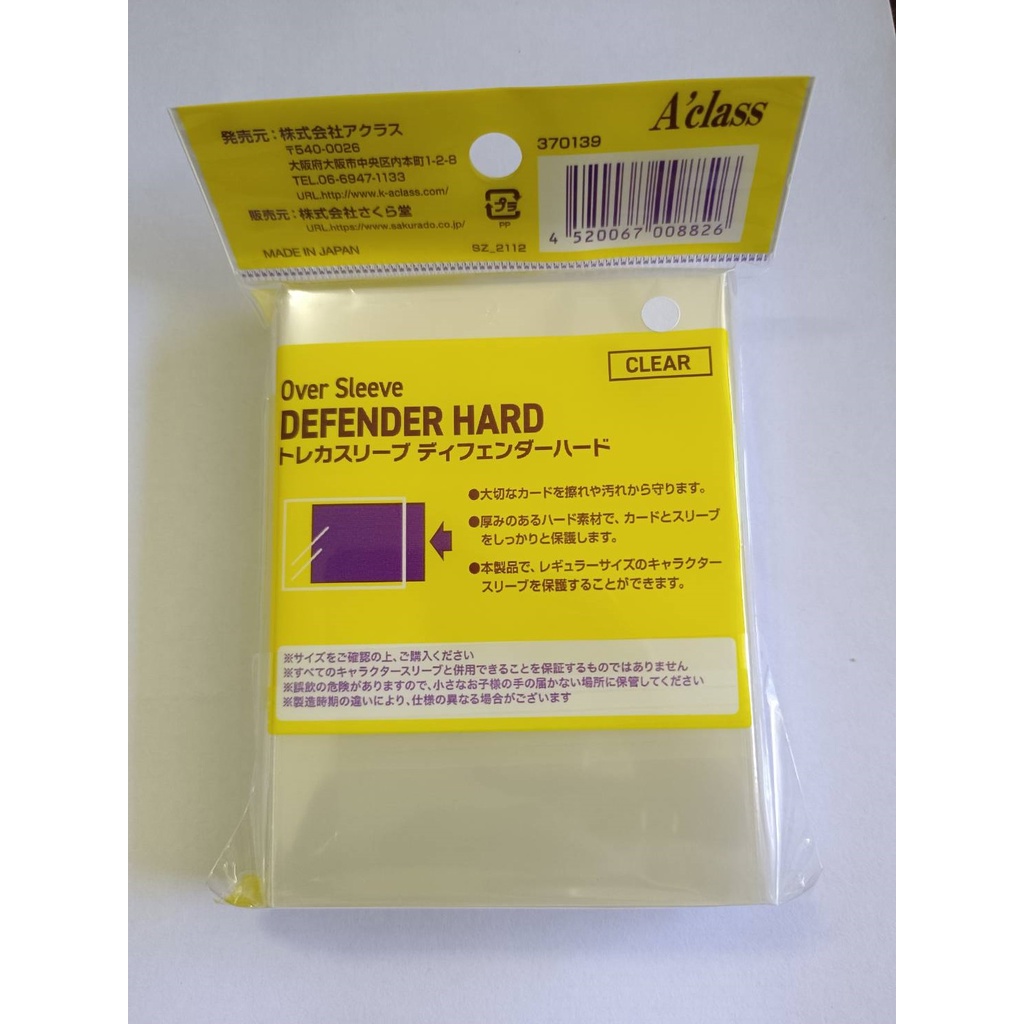 A'class
発売元：株式会社アクラス
〒540-0026
大阪府大阪市中央区内本町1-2-8
TEL.06-6947-1133
URL.http://www.k-aclass.com/
販売元：株式会社さくら堂
URL.https://www.sakurado.co.jp/
MADE IN JAPAN
プラ
PP
SZ_2112
370139
4 520067 008826
CLEAR
Over Sleeve
DEFENDER HARD
トレカスリーブ ディフェンダーハード
●大切なカードを擦れや汚れから守ります。
●厚みのあるハード素材で、カードとスリーブ
をしっかりと保護します。
●本製品で、レギュラーサイズのキャラクター
スリーブを保護することができます。
※サイズをご確認の上、ご購入ください
※すべてのキャラクタースリーブと併用できることを保証するものではありません
※誤飲の危険がありますので、小さなお子様の手の届かない場所に保管してください
※製造時期の違いにより、仕様の異なる場合がございます